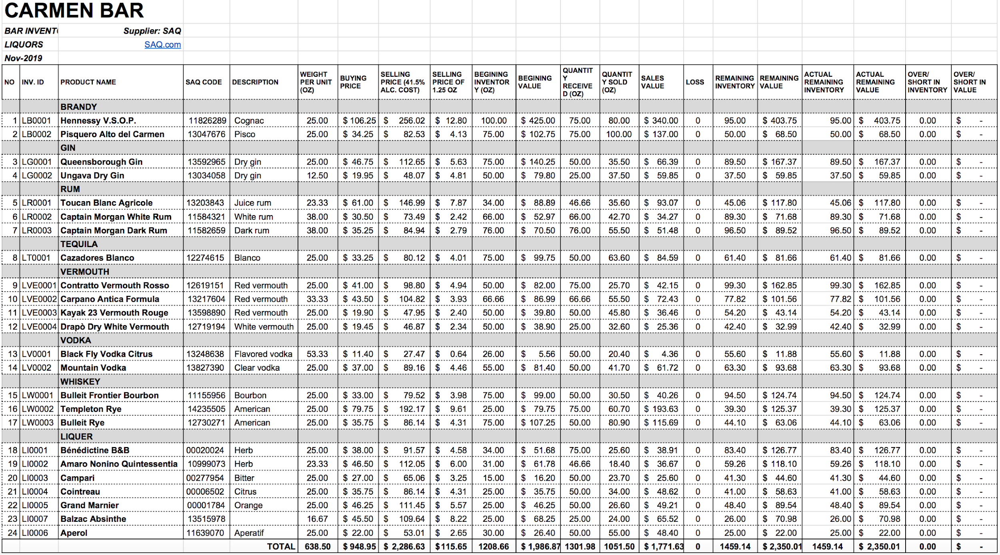 CARMEN BAR
BAR INVENT Supplier: SAQ
LIQUORS SAQ.com
Nov-2019
NO INV. ID PRODUCT NAME SAQ CODE DESCRIPTION WEIGHT PER UNIT (OZ) BUYING PRICE SELLING PRICE (41.5% ALC. COST) SELLING PRICE OF 1.25 OZ BEGINING INVENTOR Y (OZ) BEGINING VALUE QUANTIT Y RECEIVE D (OZ) QUANTIT Y SOLD (OZ) SALES VALUE LOSS REMAINING INVENTORY REMAINING VALUE ACTUAL REMAINING INVENTORY ACTUAL REMAINING VALUE OVER/ SHORT IN INVENTORY OVER/ SHORT IN VALUE
BRANDY
1 LB0001 Hennessy V.S.O.P. 11826289 Cognac 25.00 $ 106.25 $ 256.02 $ 12.80 100.00 $ 425.00 75.00 80.00 $ 340.00 0 95.00 $ 403.75 95.00 $ 403.75 0.00 $ -
2 LB0002 Pisquero Alto del Carmen 13047676 Pisco 25.00 $ 34.25 $ 82.53 $ 4.13 75.00 $ 102.75 75.00 100.00 $ 137.00 0 50.00 $ 68.50 50.00 $ 68.50 0.00 $ -
GIN
3 LG0001 Queensborough Gin 13592965 Dry gin 25.00 $ 46.75 $ 112.65 $ 5.63 75.00 $ 140.25 50.00 35.50 $ 66.39 0 89.50 $ 167.37 89.50 $ 167.37 0.00 $ -
4 LG0002 Ungava Dry Gin 13034058 Dry gin 12.50 $ 19.95 $ 48.07 $ 4.81 50.00 $ 79.80 25.00 37.50 $ 59.85 0 37.50 $ 59.85 37.50 $ 59.85 0.00 $ -
RUM
5 LR0001 Toucan Blanc Agricole 13203843 Juice rum 23.33 $ 61.00 $ 146.99 $ 7.87 34.00 $ 88.89 46.66 35.60 $ 93.07 0 45.06 $ 117.80 45.06 $ 117.80 0.00 $ -
6 LR0002 Captain Morgan White Rum 11584321 White rum 38.00 $ 30.50 $ 73.49 $ 2.42 66.00 $ 52.97 66.00 42.70 $ 34.27 0 89.30 $ 71.68 89.30 $ 71.68 0.00 $ -
7 LR0003 Captain Morgan Dark Rum 11582659 Dark rum 38.00 $ 35.25 $ 84.94 $ 2.79 76.00 $ 70.50 76.00 55.50 $ 51.48 0 96.50 $ 89.52 96.50 $ 89.52 0.00 $ -
TEQUILA
8 LT0001 Cazadores Blanco 12274615 Blanco 25.00 $ 33.25 $ 80.12 $ 4.01 75.00 $ 99.75 50.00 63.60 $ 84.59 0 61.40 $ 81.66 61.40 $ 81.66 0.00 $ -
VERMOUTH
9 LVE0001 Contratto Vermouth Rosso 12619151 Red vermouth 25.00 $ 41.00 $ 98.80 $ 4.94 50.00 $ 82.00 75.00 25.70 $ 42.15 0 99.30 $ 162.85 99.30 $ 162.85 0.00 $ -
10 LVE0002 Carpano Antica Formula 13217604 Red vermouth 33.33 $ 43.50 $ 104.82 $ 3.93 66.66 $ 86.99 66.66 55.50 $ 72.43 0 77.82 $ 101.56 77.82 $ 101.56 0.00 $ -
11 LVE0003 Kayak 23 Vermouth Rouge 13598890 Red vermouth 25.00 $ 19.90 $ 47.95 $ 2.40 50.00 $ 39.80 50.00 45.80 $ 36.46 0 54.20 $ 43.14 54.20 $ 43.14 0.00 $ -
12 LVE0004 Drapò Dry White Vermouth 12719194 White vermouth 25.00 $ 19.45 $ 46.87 $ 2.34 50.00 $ 38.90 25.00 32.60 $ 25.36 0 42.40 $ 32.99 42.40 $ 32.99 0.00 $ -
VODKA
13 LV0001 Black Fly Vodka Citrus 13248638 Flavored vodka 53.33 $ 11.40 $ 27.47 $ 0.64 26.00 $ 5.56 50.00 20.40 $ 4.36 0 55.60 $ 11.88 55.60 $ 11.88 0.00 $ -
14 LV0002 Mountain Vodka 13827390 Clear vodka 25.00 $ 37.00 $ 89.16 $ 4.46 55.00 $ 81.40 50.00 41.70 $ 61.72 0 63.30 $ 93.68 63.30 $ 93.68 0.00 $ -
WHISKEY
15 LW0001 Bulleit Frontier Bourbon 11155956 Bourbon 25.00 $ 33.00 $ 79.52 $ 3.98 75.00 $ 99.00 50.00 30.50 $ 40.26 0 94.50 $ 124.74 94.50 $ 124.74 0.00 $ -
16 LW0002 Templeton Rye 14235505 American 25.00 $ 79.75 $ 192.17 $ 9.61 25.00 $ 79.75 75.00 60.70 $ 193.63 0 39.30 $ 125.37 39.30 $ 125.37 0.00 $ -
17 LW0003 Bulleit Rye 12730271 American 25.00 $ 35.75 $ 86.14 $ 4.31 75.00 $ 107.25 50.00 80.90 $ 115.69 0 44.10 $ 63.06 44.10 $ 63.06 0.00 $ -
LIQUER
18 LI0001 Bénédictine B&B 00020024 Herb 25.00 $ 38.00 $ 91.57 $ 4.58 34.00 $ 51.68 75.00 25.60 $ 38.91 0 83.40 $ 126.77 83.40 $ 126.77 0.00 $ -
19 LI0002 Amaro Nonino Quintessentia 10999073 Herb 23.33 $ 46.50 $ 112.05 $ 6.00 31.00 $ 61.78 46.66 18.40 $ 36.67 0 59.26 $ 118.10 59.26 $ 118.10 0.00 $ -
20 LI0003 Campari 00277954 Bitter 25.00 $ 27.00 $ 65.06 $ 3.25 15.00 $ 16.20 50.00 23.70 $ 25.60 0 41.30 $ 44.60 41.30 $ 44.60 0.00 $ -
21 LI0004 Cointreau 00006502 Citrus 25.00 $ 35.75 $ 86.14 $ 4.31 25.00 $ 35.75 50.00 34.00 $ 48.62 0 41.00 $ 58.63 41.00 $ 58.63 0.00 $ -
22 LI0005 Grand Marnier 00001784 Orange 25.00 $ 46.25 $ 111.45 $ 5.57 25.00 $ 46.25 50.00 26.60 $ 49.21 0 48.40 $ 89.54 48.40 $ 89.54 0.00 $ -
23 LI0007 Balzac Absinthe 13515978 16.67 $ 45.50 $ 109.64 $ 8.22 25.00 $ 68.25 25.00 24.00 $ 65.52 0 26.00 $ 70.98 26.00 $ 70.98 0.00 $ -
24 LI0006 Aperol 11639070 Aperatif 25.00 $ 22.00 $ 53.01 $ 2.65 30.00 $ 26.40 50.00 55.00 $ 48.40 0 25.00 $ 22.00 25.00 $ 22.00 0.00 $ -
TOTAL 638.50 $ 948.95 $ 2,286.63 $115.65 1208.66 $ 1,986.87 1301.98 1051.50 $ 1,771.63 0 1459.14 $ 2,350.01 1459.14 $ 2,350.01 0.00 $ -